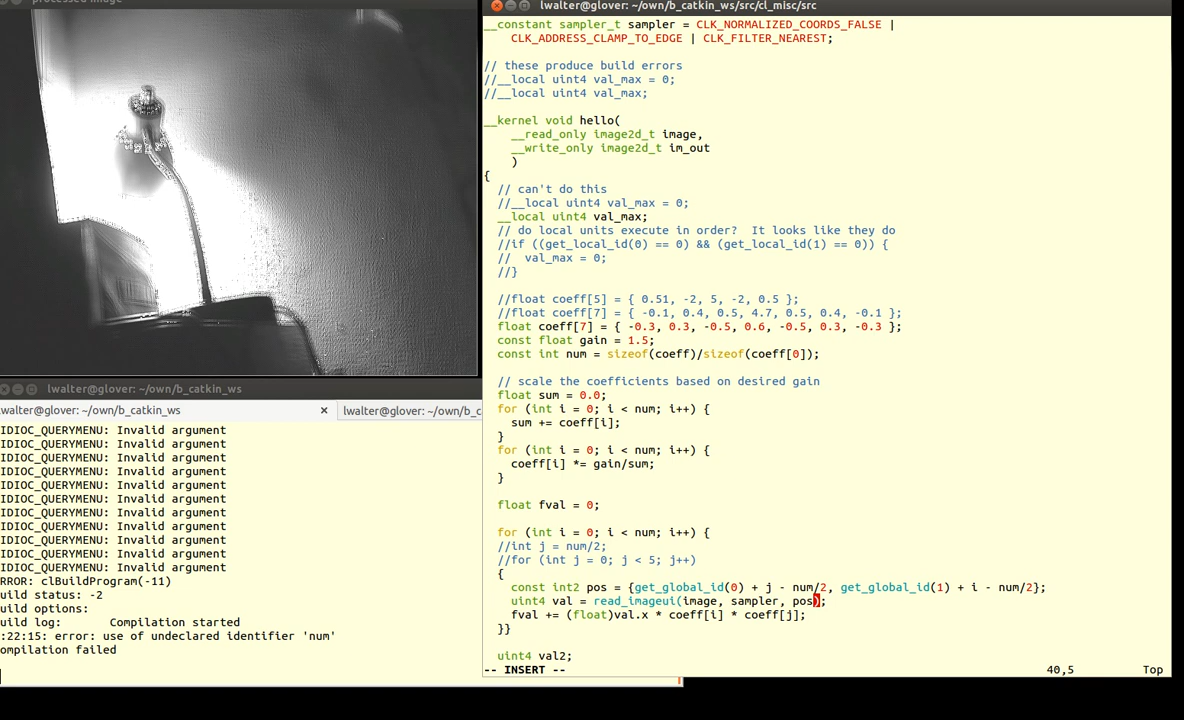 processed image
lwalter@glover: ~/own/b_catkin_ws/src/cl_misc/src
__constant sampler_t sampler = CLK_NORMALIZED_COORDS_FALSE |
CLK_ADDRESS_CLAMP_TO_EDGE | CLK_FILTER_NEAREST;
// these produce build errors
//__local uint4 val_max = 0;
//__local uint4 val_max;
__kernel void hello(
__read_only image2d_t image,
__write_only image2d_t im_out
)
{
// can't do this
//__local uint4 val_max = 0;
__local uint4 val_max;
// do local units execute in order?  It looks like they do
//if ((get_local_id(0) == 0) && (get_local_id(1) == 0)) {
//  val_max = 0;
//}
//float coeff[5] = { 0.51, -2, 5, -2, 0.5 };
//float coeff[7] = { -0.1, 0.4, 0.5, 4.7, 0.5, 0.4, -0.1 };
float coeff[7] = { -0.3, 0.3, -0.5, 0.6, -0.5, 0.3, -0.3 };
const float gain = 1.5;
const int num = sizeof(coeff)/sizeof(coeff[0]);
// scale the coefficients based on desired gain
float sum = 0.0;
for (int i = 0; i < num; i++) {
sum += coeff[i];
}
for (int i = 0; i < num; i++) {
coeff[i] *= gain/sum;
}
float fval = 0;
for (int i = 0; i < num; i++) {
//int j = num/2;
//for (int j = 0; j < 5; j++)
{
const int2 pos = {get_global_id(0) + j - num/2, get_global_id(1) + i - num/2};
uint4 val = read_imageui(image, sampler, pos);
fval += (float)val.x * coeff[i] * coeff[j];
}}
uint4 val2;
-- INSERT --
40,5
Top
lwalter@glover: ~/own/b_catkin_ws
walter@glover: ~/own/b_catkin_ws
×
lwalter@glover: ~/own/b_c
IDIOC_QUERYMENU: Invalid argument
IDIOC_QUERYMENU: Invalid argument
IDIOC_QUERYMENU: Invalid argument
IDIOC_QUERYMENU: Invalid argument
IDIOC_QUERYMENU: Invalid argument
IDIOC_QUERYMENU: Invalid argument
IDIOC_QUERYMENU: Invalid argument
IDIOC_QUERYMENU: Invalid argument
IDIOC_QUERYMENU: Invalid argument
IDIOC_QUERYMENU: Invalid argument
IDIOC_QUERYMENU: Invalid argument
RROR: clBuildProgram(-11)
uild status: -2
uild options:
uild log:       Compilation started
:22:15: error: use of undeclared identifier 'num'
ompilation failed